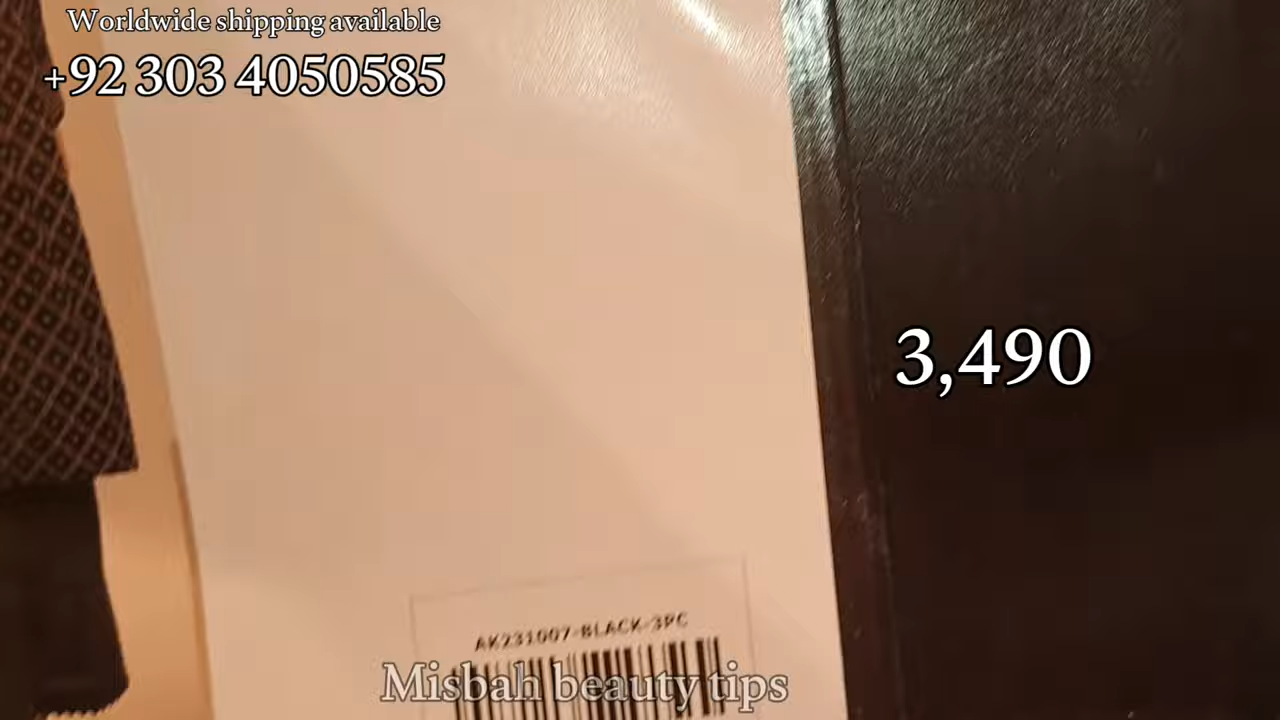 Worldwide shipping available
+92 303 4050585
3,490
AK231007-BLACK-3PC
Misbah beauty tips